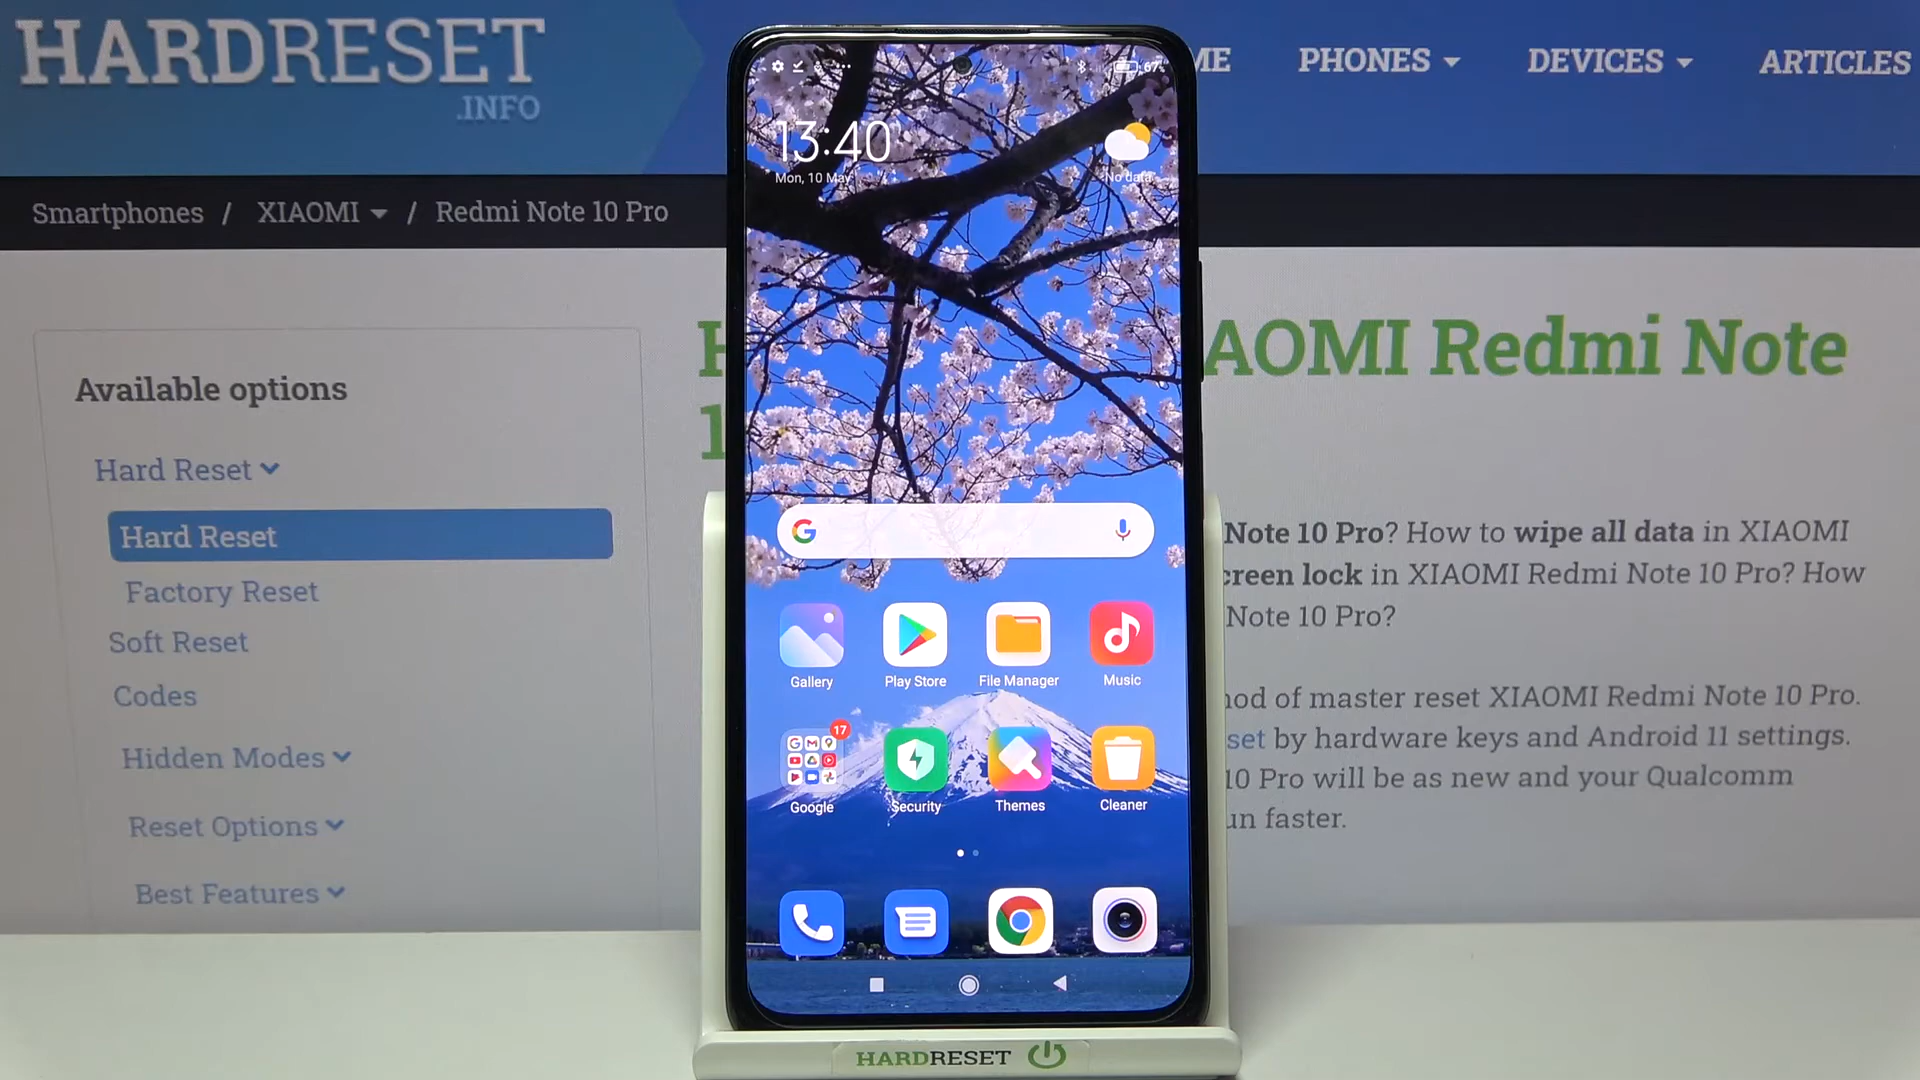 HARDRESET
.INFO
ME
PHONES
DEVICES
ARTICLES
Smartphones / XIAOMI / Redmi Note 10 Pro
Available options
Hard Reset
Hard Reset
Factory Reset
Soft Reset
Codes
Hidden Modes
Reset Options
Best Features
67%
13:40
Mon, 10 May
No data
Gallery
Play Store
File Manager
Music
17
Google
Security
Themes
Cleaner
AOMI Redmi Note
1
Note 10 Pro? How to wipe all data in XIAOMI
creen lock in XIAOMI Redmi Note 10 Pro? How
Note 10 Pro?
od of master reset XIAOMI Redmi Note 10 Pro.
set by hardware keys and Android 11 settings.
10 Pro will be as new and your Qualcomm
un faster.
HARDRESET